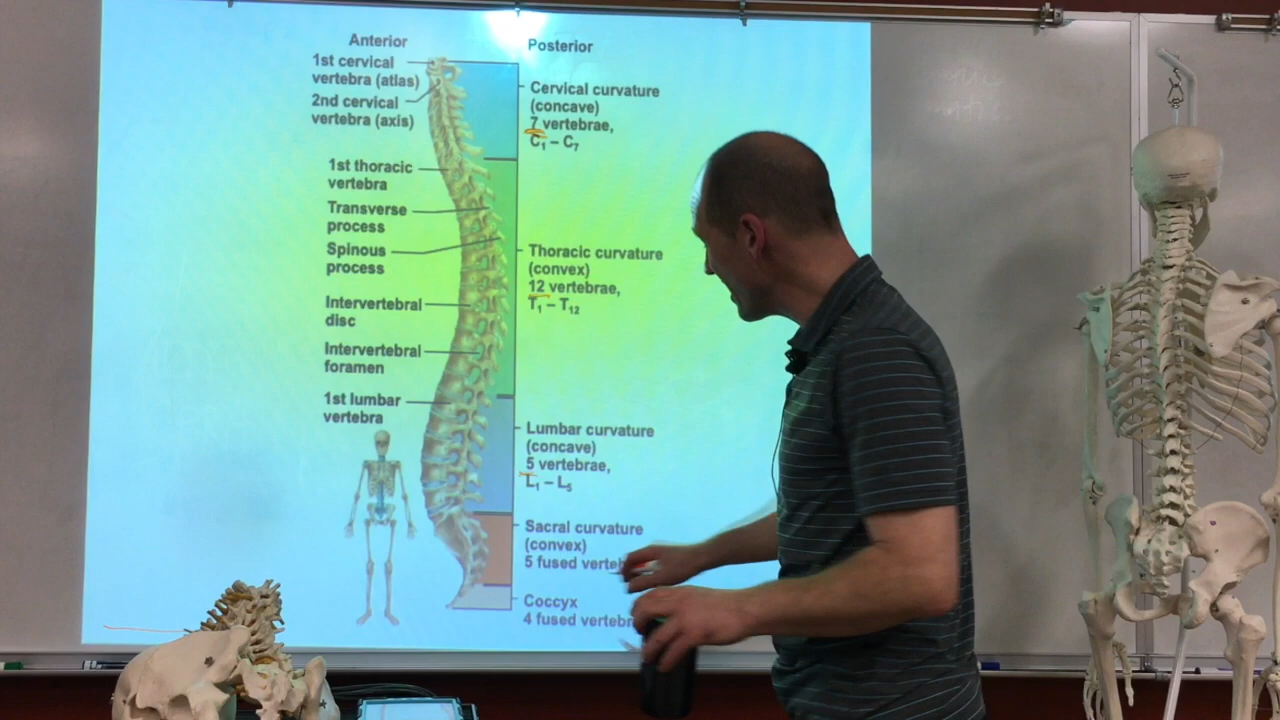 Anterior
Posterior
1st cervical
vertebra (atlas)
2nd cervical
vertebra (axis)
1st thoracic
vertebra
Transverse
process
Spinous
process
Intervertebral
disc
Intervertebral
foramen
1st lumbar
vertebra
Cervical curvature
(concave)
7 vertebrae,
C₁ – C₇
Thoracic curvature
(convex)
12 vertebrae,
T₁ – T₁₂
Lumbar curvature
(concave)
5 vertebrae,
L₁ – L₅
Sacral curvature
(convex)
5 fused verteb
Coccyx
4 fused vertebr